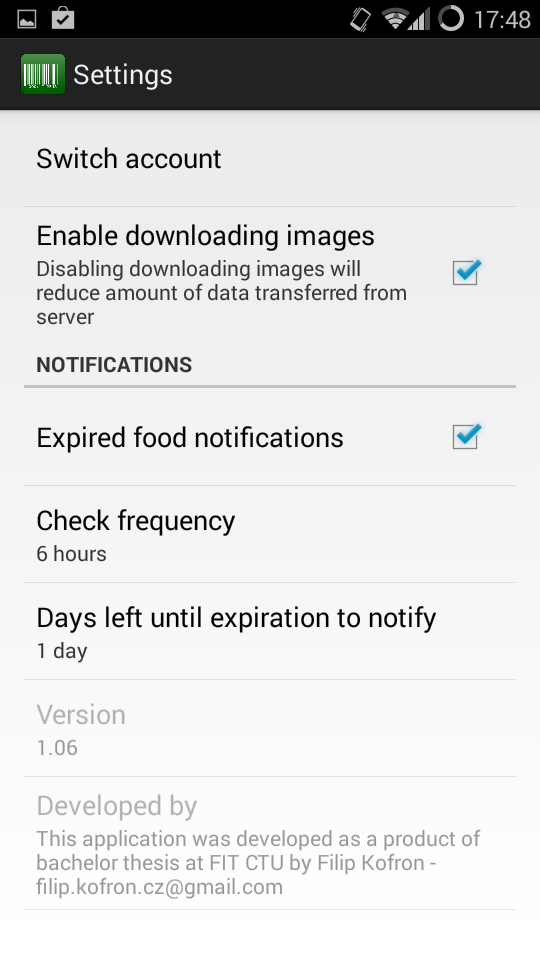 17:48
Settings
Switch account
Enable downloading images
Disabling downloading images will
reduce amount of data transferred from
server
NOTIFICATIONS
Expired food notifications
Check frequency
6 hours
Days left until expiration to notify
1 day
Version
1.06
Developed by
This application was developed as a product of
bachelor thesis at FIT CTU by Filip Kofron -
filip.kofron.cz@gmail.com